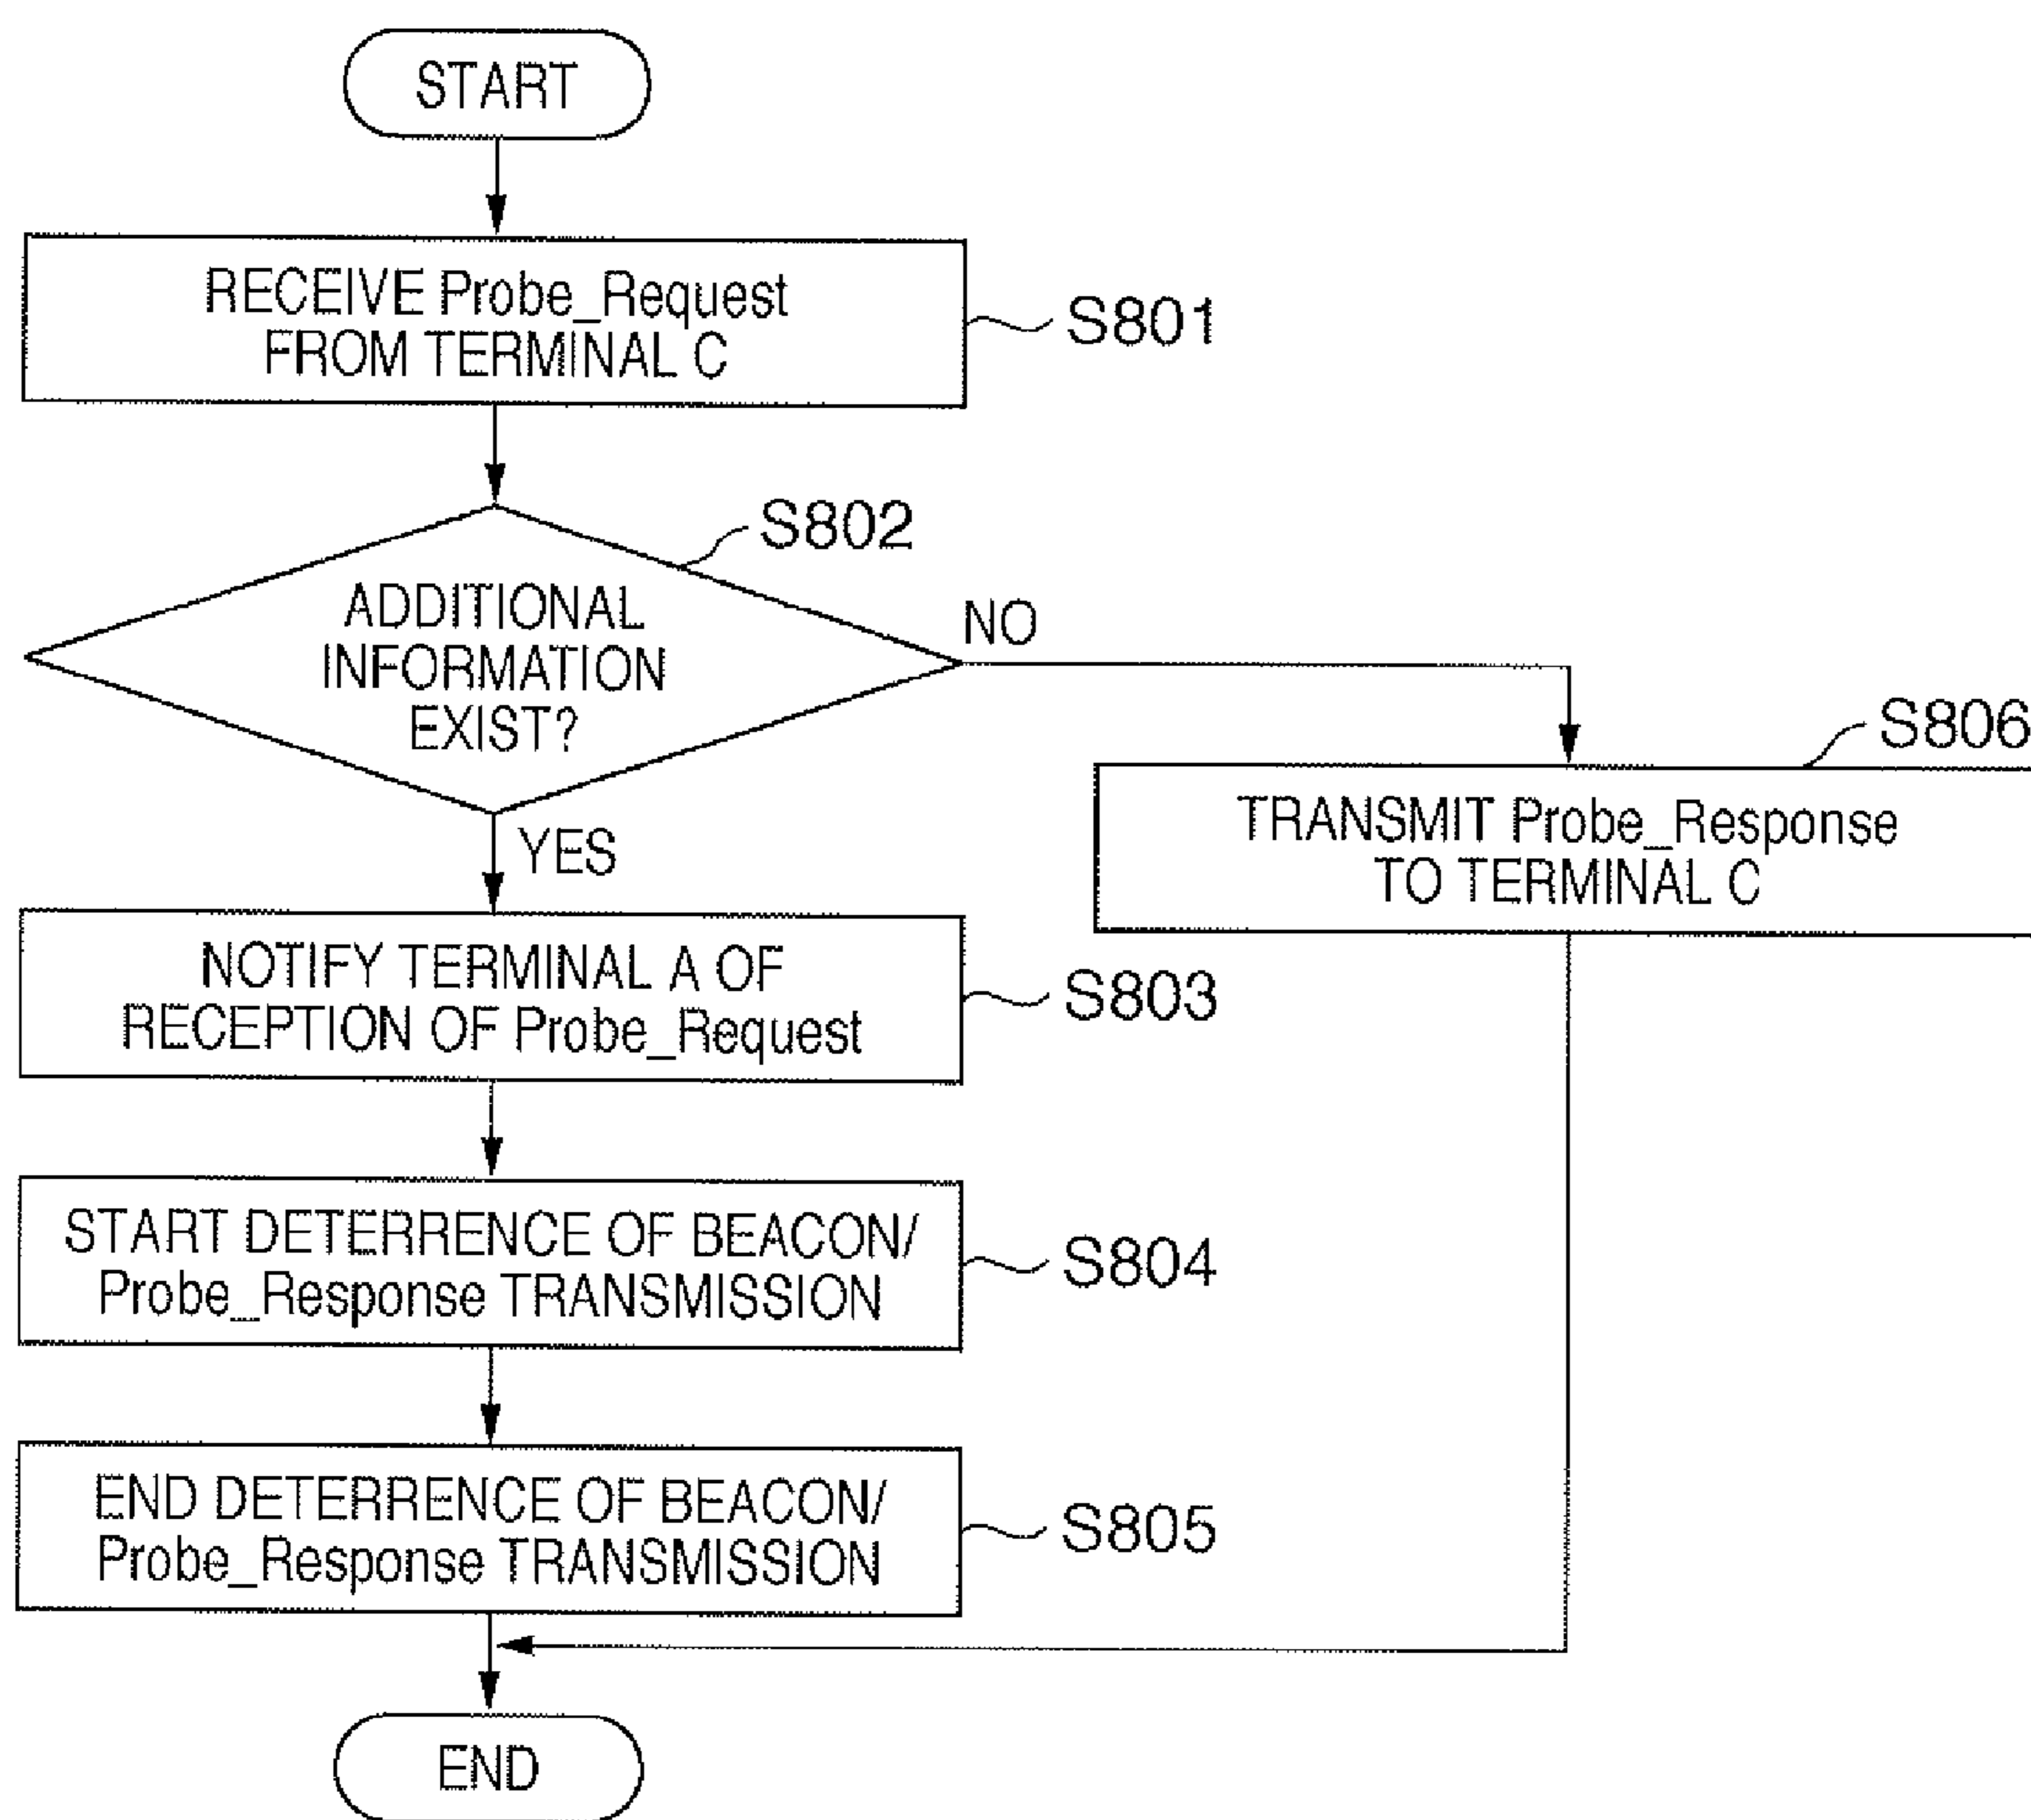 START
RECEIVE Probe_Request
FROM TERMINAL C
S801
S802
ADDITIONAL
INFORMATION
EXIST?
NO
YES
S806
TRANSMIT Probe_Response
TO TERMINAL C
NOTIFY TERMINAL A OF
RECEPTION OF Probe_Request
S803
START DETERRENCE OF BEACON/
Probe_Response TRANSMISSION
S804
END DETERRENCE OF BEACON/
Probe_Response TRANSMISSION
S805
END